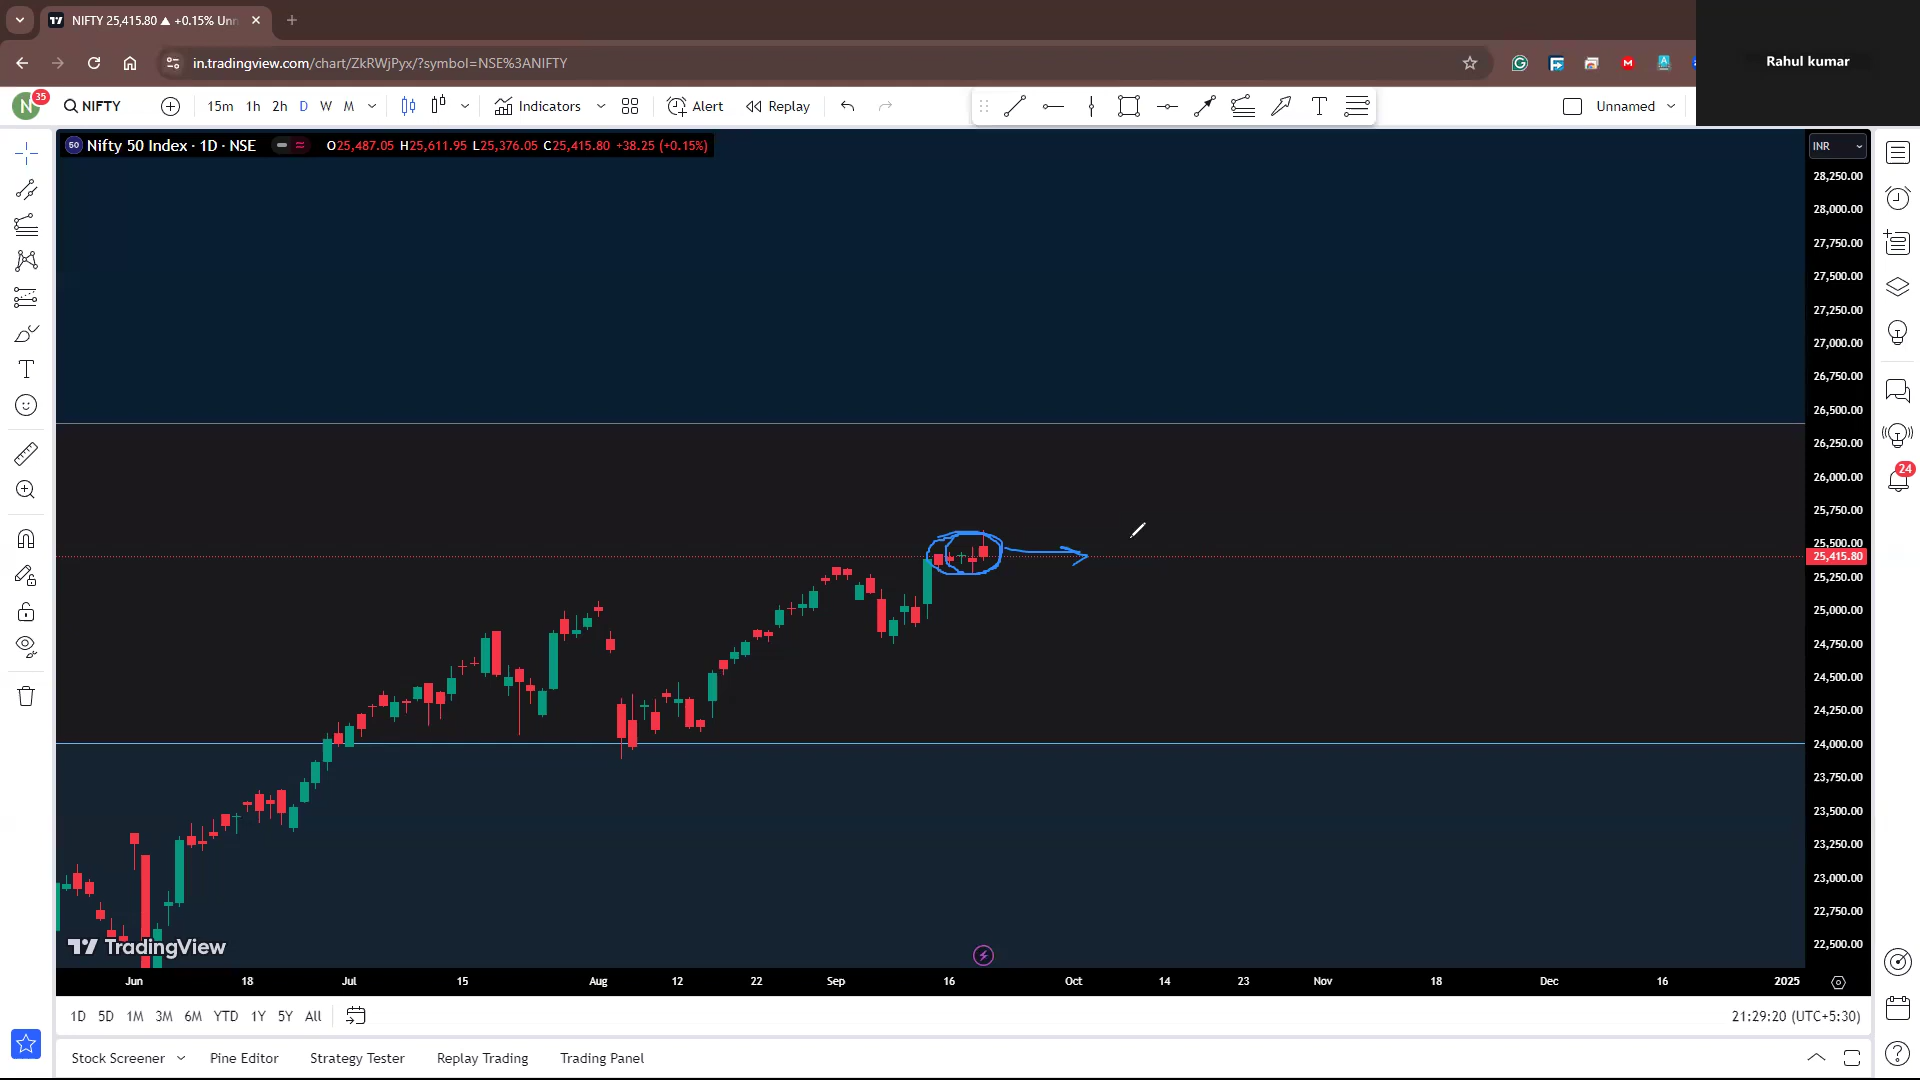 NIFTY 25,415.80 ▲ +0.15% Unn
in.tradingview.com/chart/ZkRWjPyx/?symbol=NSE%3ANIFTY
Rahul kumar
N 35 NIFTY 15m 1h 2h D W M Indicators Alert Replay T Unnamed
50 Nifty 50 Index · 1D · NSE O25,487.05 H25,611.95 L25,376.05 C25,415.80 +38.25 (+0.15%)
INR
28,250.00
28,000.00
27,750.00
27,500.00
27,250.00
27,000.00
26,750.00
26,500.00
26,250.00
26,000.00
25,750.00
25,500.00
25,415.80
25,250.00
25,000.00
24,750.00
24,500.00
24,250.00
24,000.00
23,750.00
23,500.00
23,250.00
23,000.00
22,750.00
22,500.00
24
TradingView
Jun 18 Jul 15 Aug 12 22 Sep 16 Oct 14 23 Nov 18 Dec 16 2025
1D 5D 1M 3M 6M YTD 1Y 5Y All
21:29:20 (UTC+5:30)
Stock Screener Pine Editor Strategy Tester Replay Trading Trading Panel